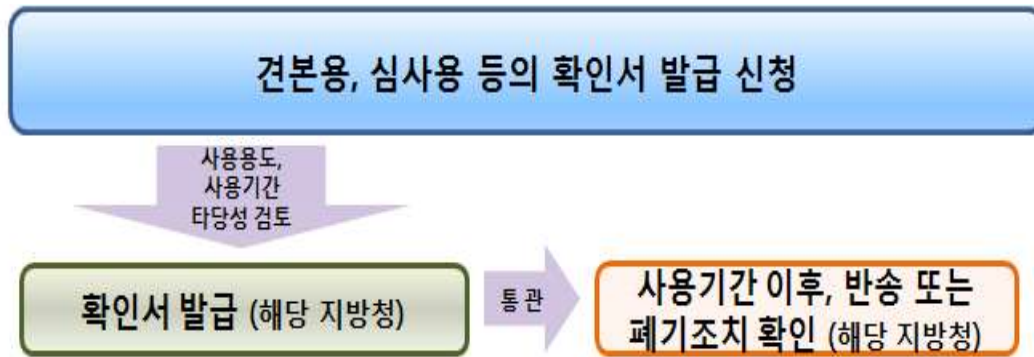 견본용, 심사용 등의 확인서 발급 신청
사용용도,
사용기간
타당성 검토
확인서 발급 (해당 지방청)
통 관
사용기간 이후, 반송 또는
폐기조치 확인 (해당 지방청)